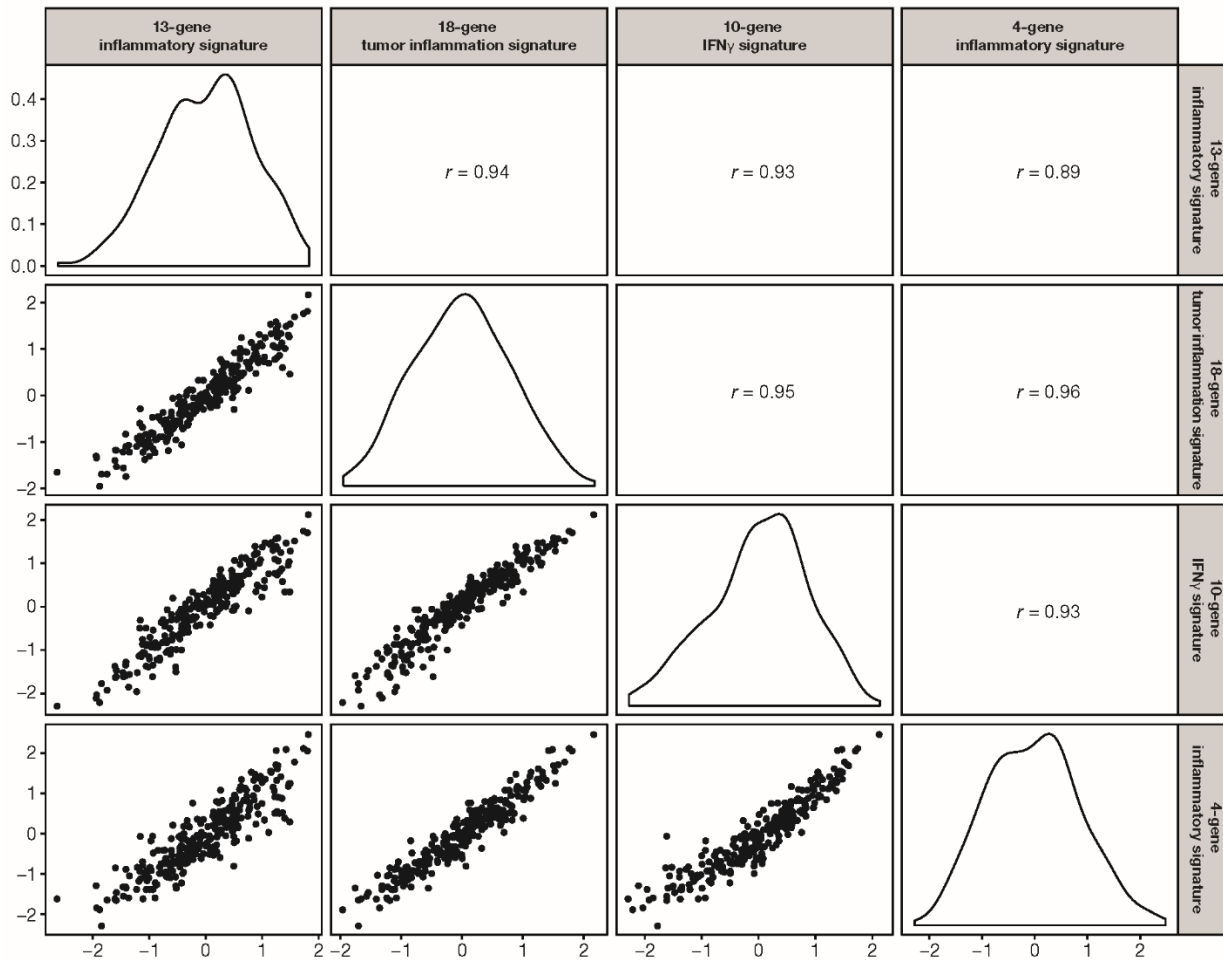 13-gene
inflammatory signature
18-gene
tumor inflammation signature
10-gene
IFNγ signature
4-gene
inflammatory signature
0.4
0.3
0.2
0.1
0.0
r = 0.94
r = 0.93
r = 0.89
13-gene
inflammatory signature
2
1
0
−1
−2
r = 0.95
r = 0.96
18-gene
tumor inflammation signature
2
1
0
−1
−2
r = 0.93
10-gene
IFNγ signature
2
1
0
−1
−2
4-gene
inflammatory signature
−2 −1 0 1 2
−2 −1 0 1 2
−2 −1 0 1 2
−2 −1 0 1 2